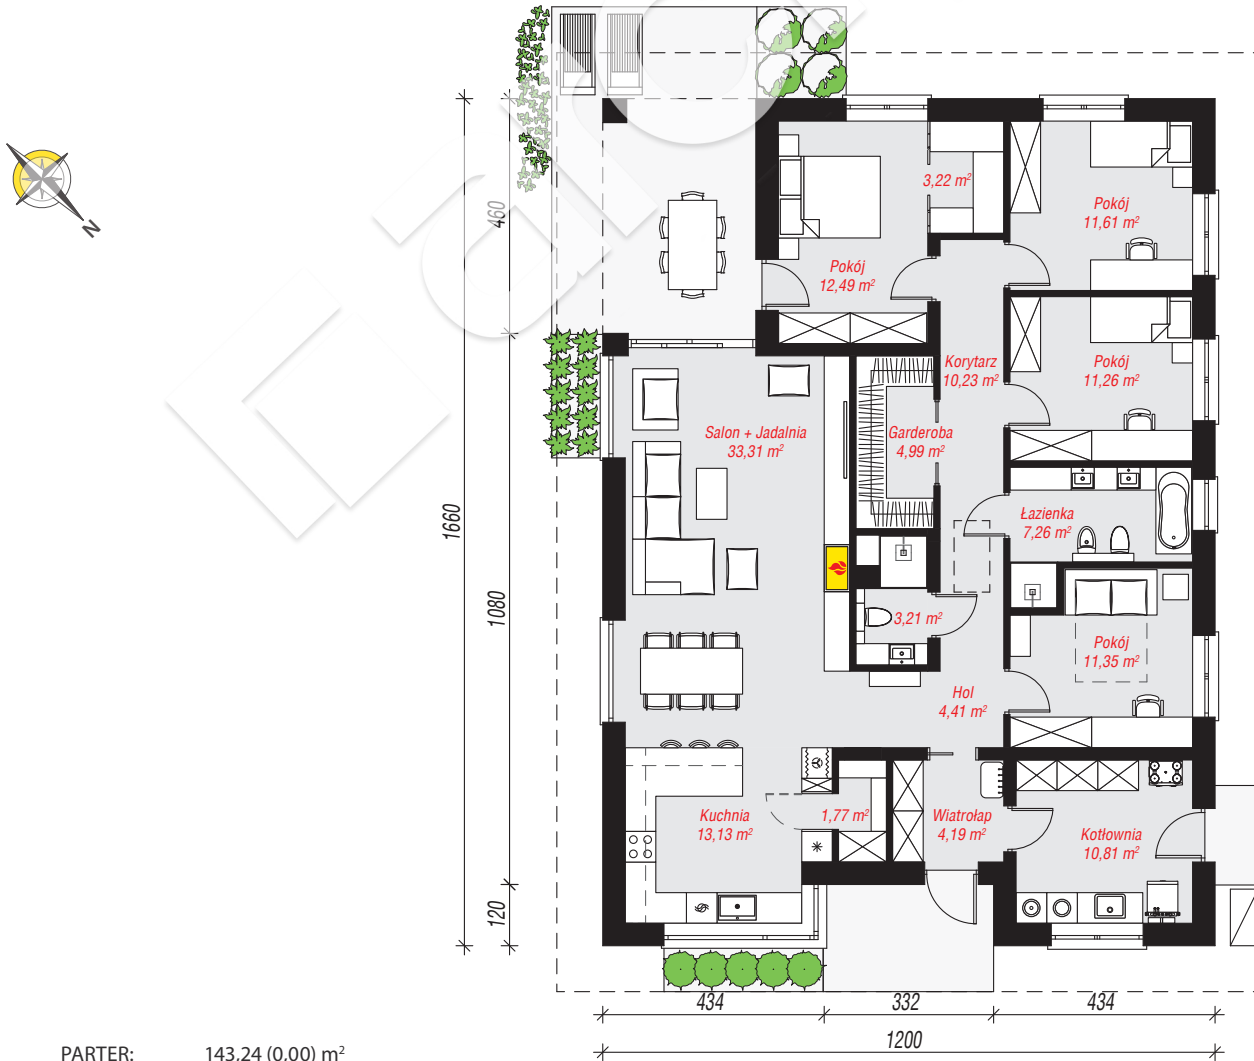 N
3,22 m²
Pokój
11,61 m²
460
Pokój
12,49 m²
Korytarz
10,23 m²
Pokój
11,26 m²
Salon + Jadalnia
33,31 m²
Garderoba
4,99 m²
1660
Łazienka
7,26 m²
1080
3,21 m²
Pokój
11,35 m²
Hol
4,41 m²
Kuchnia
13,13 m²
1,77 m²
Wiatrołap
4,19 m²
Kotłownia
10,81 m²
120
434
332
434
1200
PARTER: 143,24 (0,00) m²